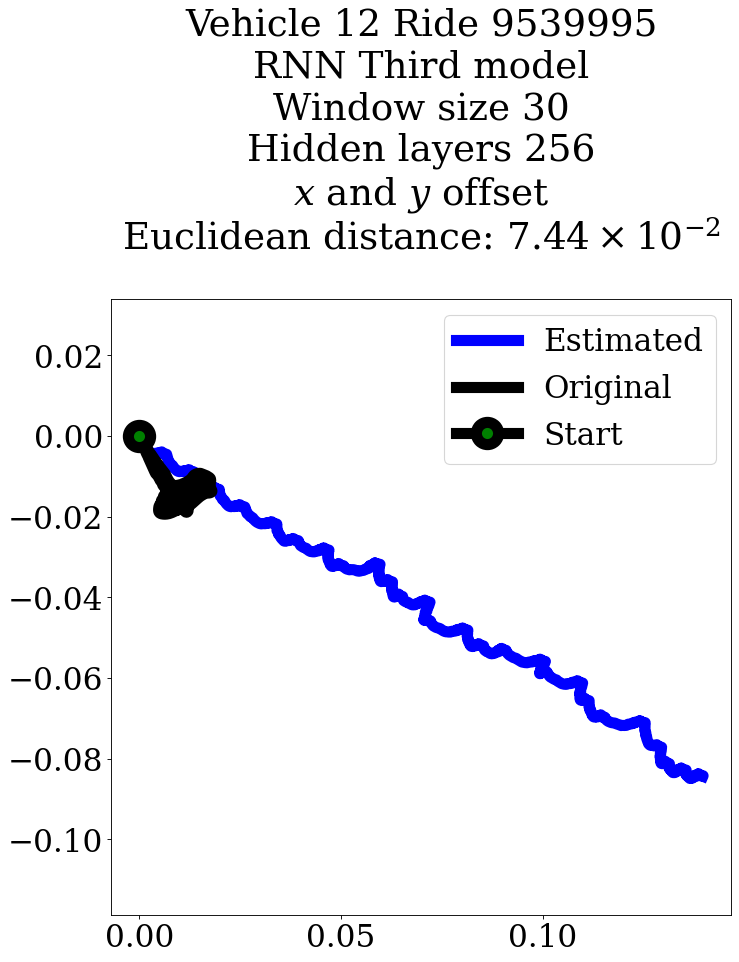 Vehicle 12 Ride 9539995
RNN Third model
Window size 30
Hidden layers 256
x and y offset
Euclidean distance: 7.44 × 10⁻²
Estimated
Original
Start
0.02
0.00
−0.02
−0.04
−0.06
−0.08
−0.10
0.00 0.05 0.10